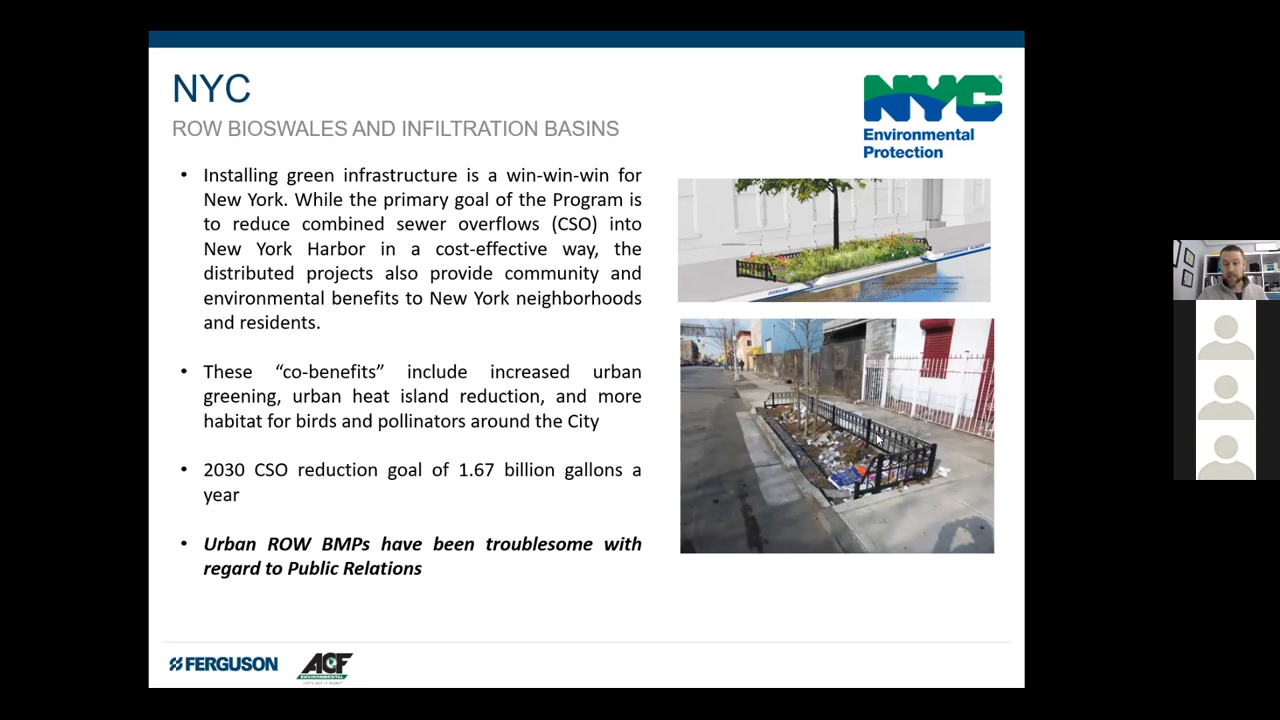 NYC
ROW BIOSWALES AND INFILTRATION BASINS
NYC
Environmental
Protection
• Installing green infrastructure is a win-win-win for
New York. While the primary goal of the Program is
to reduce combined sewer overflows (CSO) into
New York Harbor in a cost-effective way, the
distributed projects also provide community and
environmental benefits to New York neighborhoods
and residents.
• These “co-benefits” include increased urban
greening, urban heat island reduction, and more
habitat for birds and pollinators around the City
• 2030 CSO reduction goal of 1.67 billion gallons a
year
• Urban ROW BMPs have been troublesome with
regard to Public Relations
OVERFLOW
STORMWATER RUNOFF
FERGUSON
ACF
ENVIRONMENTAL